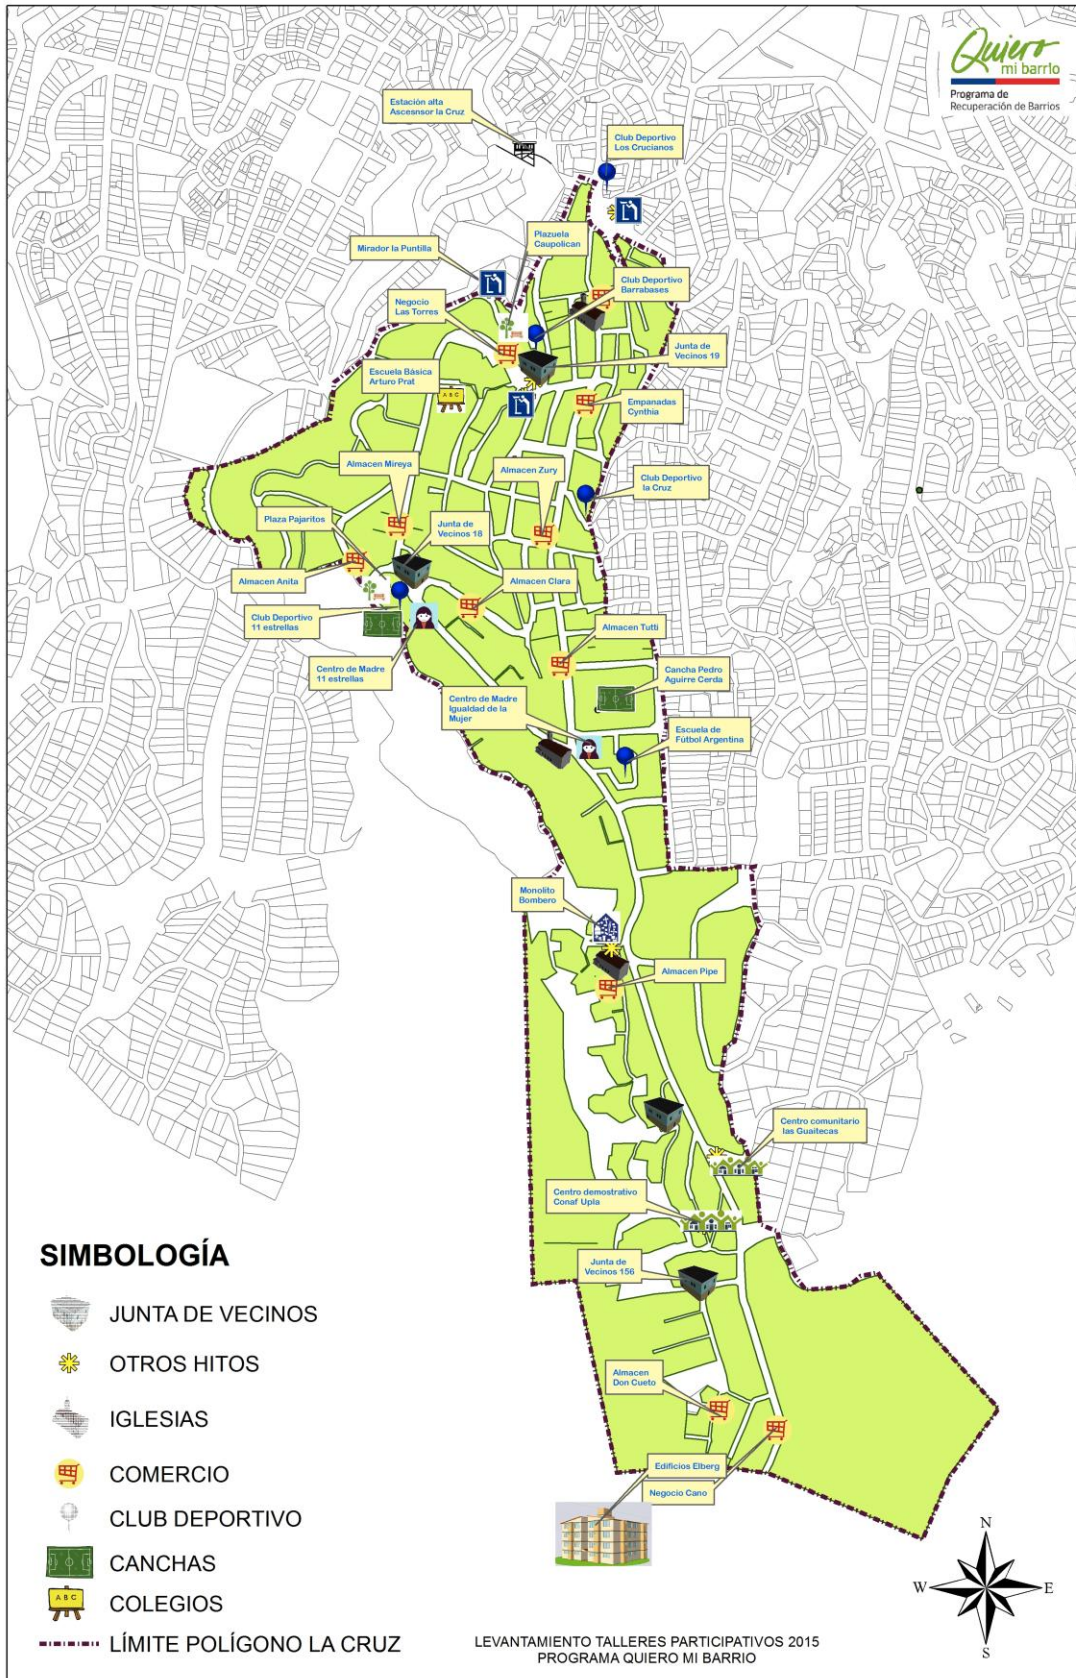 Quiero
mi barrio
Programa de
Recuperación de Barrios
Estación alta
Ascesnsor la Cruz
Club Deportivo
Los Crucianos
Plazuela
Caupolican
Mirador la Puntilla
Club Deportivo
Barrabases
Negocio
Las Torres
Junta de
Vecinos 19
Escuela Básica
Arturo Prat
A B C
Empanadas
Cynthia
Almacen Mireya
Almacen Zury
Club Deportivo
la Cruz
Plaza Pajaritos
Junta de
Vecinos 18
Almacen Anita
Almacen Clara
Club Deportivo
11 estrellas
Almacen Tutti
Centro de Madre
11 estrellas
Cancha Pedro
Aguirre Cerda
Centro de Madre
Igualdad de la
Mujer
Escuela de
Fútbol Argentina
Monolito
Bombero
Almacen Pipe
Centro comunitario
las Guaitecas
Centro demostrativo
Conaf Upla
Junta de
Vecinos 156
Almacen
Don Cueto
Edificios Elberg
Negocio Cano
SIMBOLOGÍA
JUNTA DE VECINOS
OTROS HITOS
IGLESIAS
COMERCIO
CLUB DEPORTIVO
CANCHAS
A B C
COLEGIOS
LÍMITE POLÍGONO LA CRUZ
N
W
E
S
LEVANTAMIENTO TALLERES PARTICIPATIVOS 2015
PROGRAMA QUIERO MI BARRIO